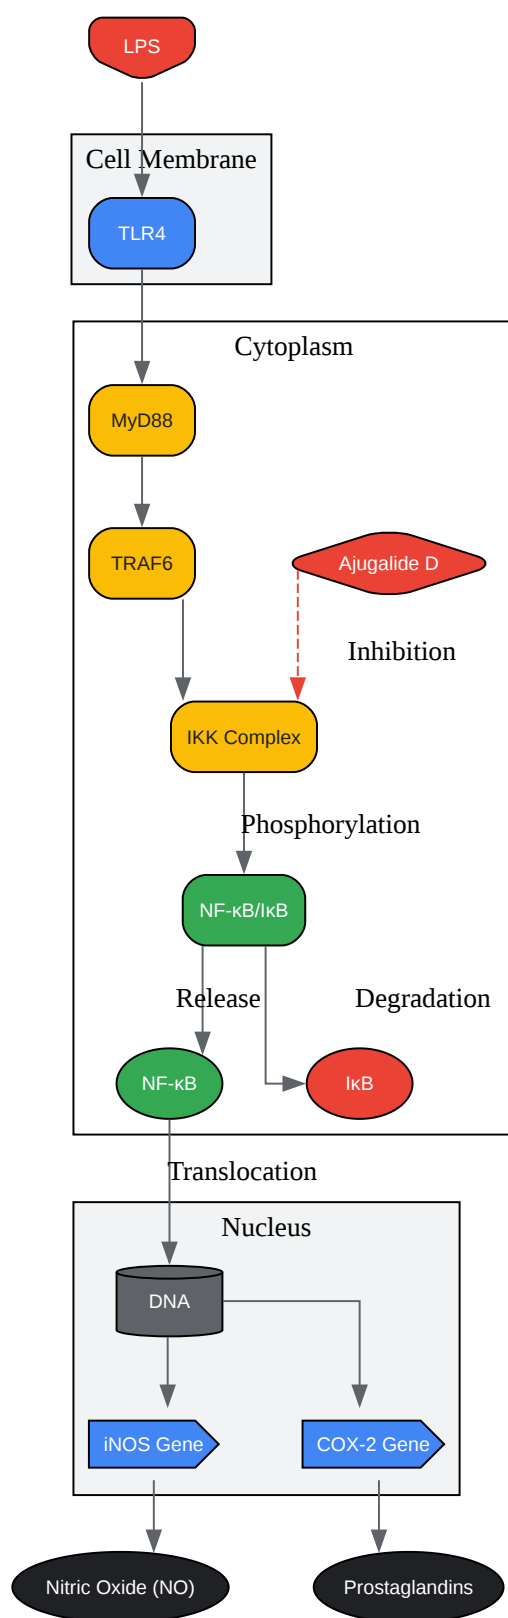 LPS
Cell Membrane
TLR4
Cytoplasm
MyD88
TRAF6
Ajugalide D
Inhibition
IKK Complex
Phosphorylation
NF-κB/IκB
Release
Degradation
NF-κB
IκB
Translocation
Nucleus
DNA
iNOS Gene
COX-2 Gene
Nitric Oxide (NO)
Prostaglandins